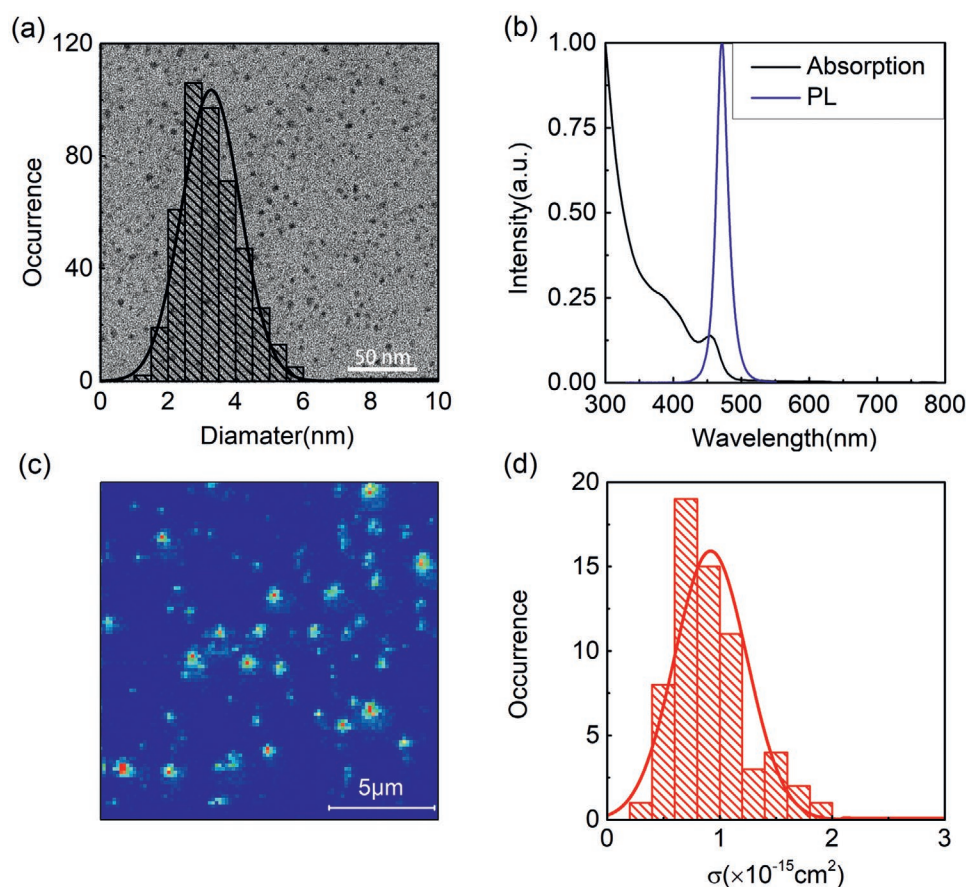 (a)
120
80
40
0
Occurrence
50 nm
0 2 4 6 8 10
Diamater(nm)
(b)
1.00
0.75
0.50
0.25
0.00
Intensity(a.u.)
Absorption
PL
300 400 500 600 700 800
Wavelength(nm)
(c)
5μm
(d)
20
15
10
5
0
Occurrence
0 1 2 3
σ(×10⁻¹⁵cm²)